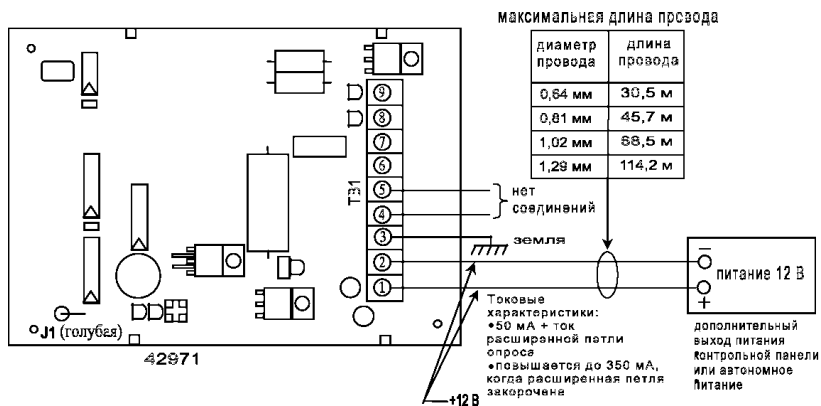 максимальная длина провода
диаметр провода
длина провода
0,64 мм
30,5 м
0,81 мм
45,7 м
1,02 мм
68,5 м
1,29 мм
114,2 м
9
8
7
6
5
4
3
2
1
TB1
нет
соединений
земля
–
питание 12 В
+
Токовые
характеристики:
•50 мА + ток
расширенной петли
опроса
•повышается до 350 мА,
когда расширенная петля
закорочена
дополнительный
выход питания
контрольной панели
или автономное
питание
J1 (голубая)
42971
+12 В